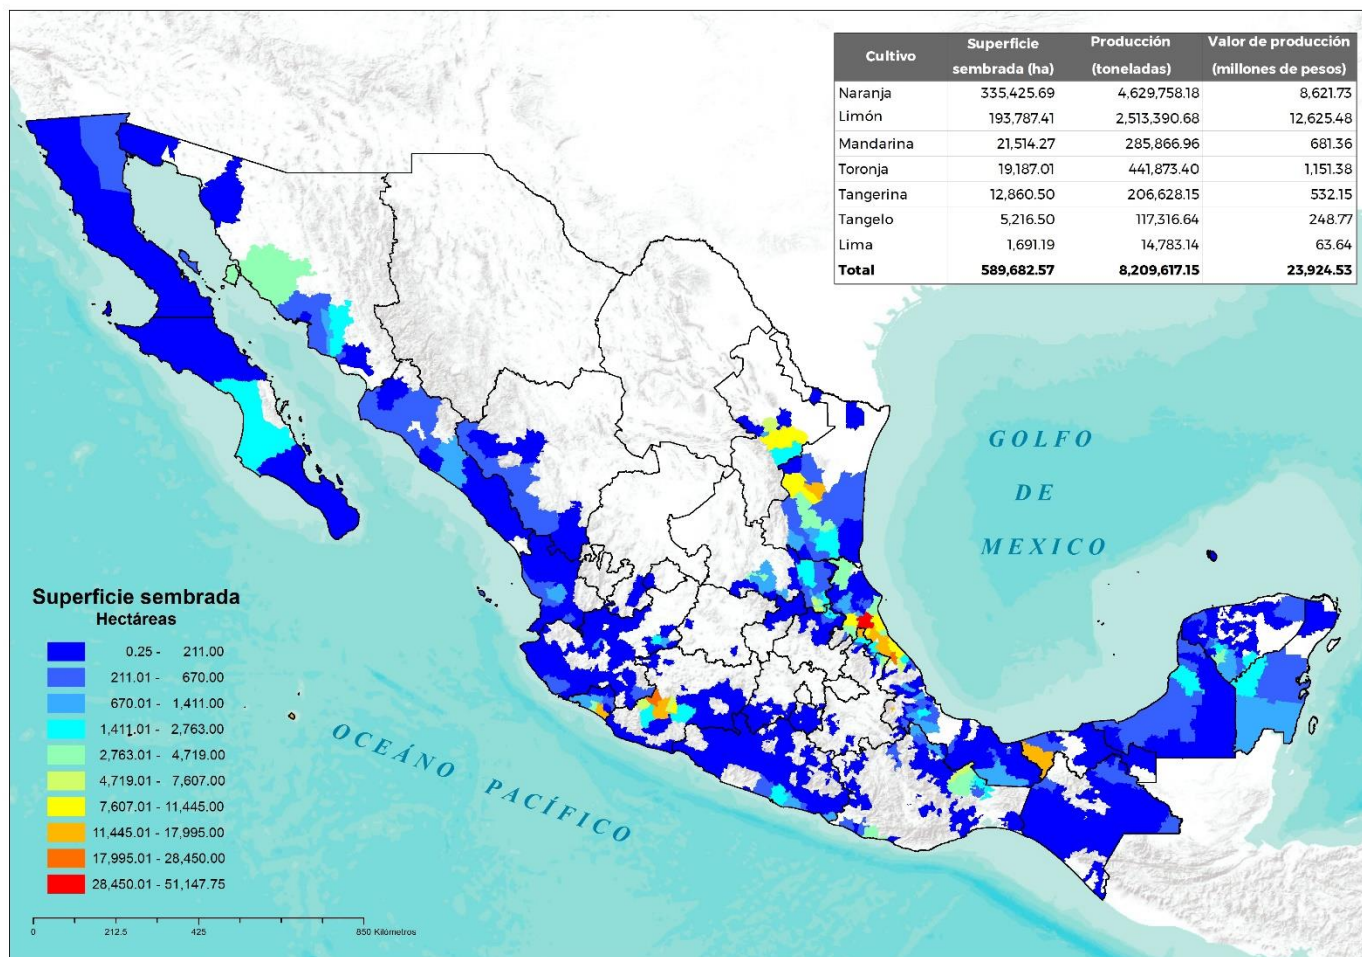 Cultivo Superficie sembrada (ha) Producción (toneladas) Valor de producción (millones de pesos)
Naranja 335,425.69 4,629,758.18 8,621.73
Limón 193,787.41 2,513,390.68 12,625.48
Mandarina 21,514.27 285,866.96 681.36
Toronja 19,187.01 441,873.40 1,151.38
Tangerina 12,860.50 206,628.15 532.15
Tangelo 5,216.50 117,316.64 248.77
Lima 1,691.19 14,783.14 63.64
Total 589,682.57 8,209,617.15 23,924.53
GOLFO
DE
MEXICO
OCEÁNO PACÍFICO
Superficie sembrada
Hectáreas
0.25 - 211.00
211.01 - 670.00
670.01 - 1,411.00
1,411.01 - 2,763.00
2,763.01 - 4,719.00
4,719.01 - 7,607.00
7,607.01 - 11,445.00
11,445.01 - 17,995.00
17,995.01 - 28,450.00
28,450.01 - 51,147.75
0 212.5 425 850 Kilómetros